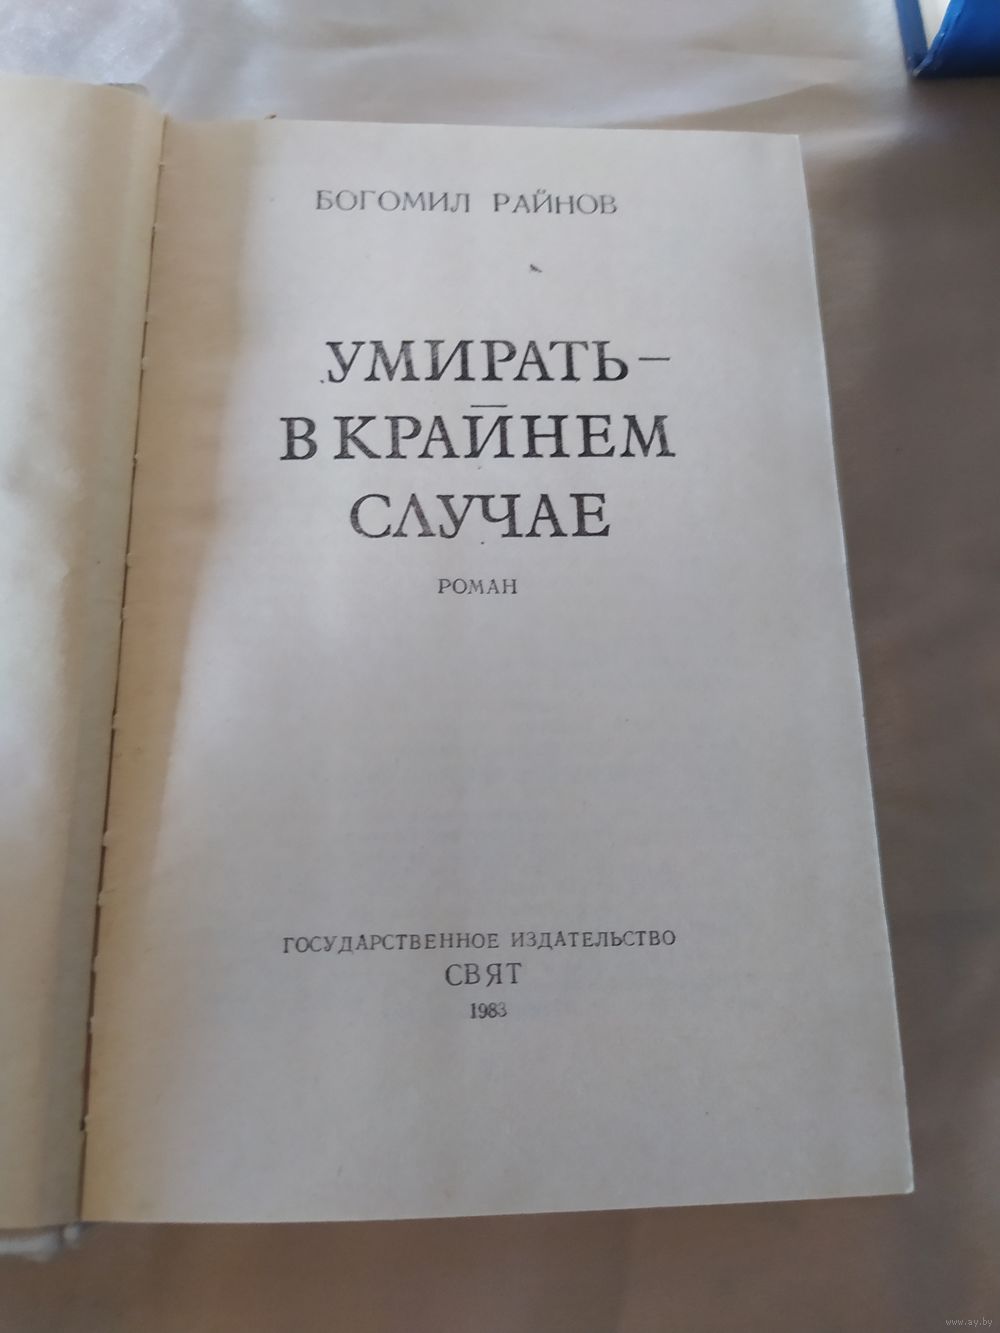 БОГОМИЛ РАЙНОВ
УМИРАТЬ –
В КРАЙНЕМ
СЛУЧАЕ
РОМАН
ГОСУДАРСТВЕННОЕ ИЗДАТЕЛЬСТВО
СВЯТ
1983
www.ay.by